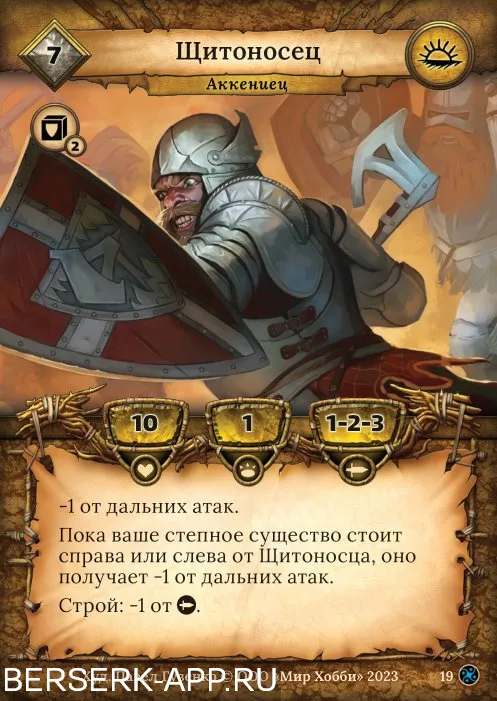 7
Щитоносец
Аккениец
2
10
1
1-2-3
-1 от дальних атак.
Пока ваше степное существо стоит
справа или слева от Щитоносца, оно
получает -1 от дальних атак.
Строй: -1 от .
© ООО «Мир Хобби» 2023
19
BERSERK-APP.RU